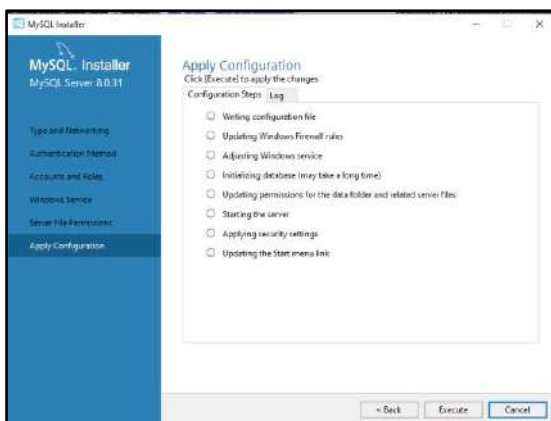 MySQL Installer
MySQL. Installer
MySQL Server 8.0.31
Type and Networking
Authentication Method
Accounts and Roles
Windows Service
Server File Permissions
Apply Configuration
Apply Configuration
Click [Execute] to apply the changes
Configuration Steps Log
Writing configuration file
Updating Windows Firewall rules
Adjusting Windows service
Initializing database (may take a long time)
Updating permissions for the data folder and related server files
Starting the server
Applying security settings
Updating the Start menu link
< Back Execute Cancel